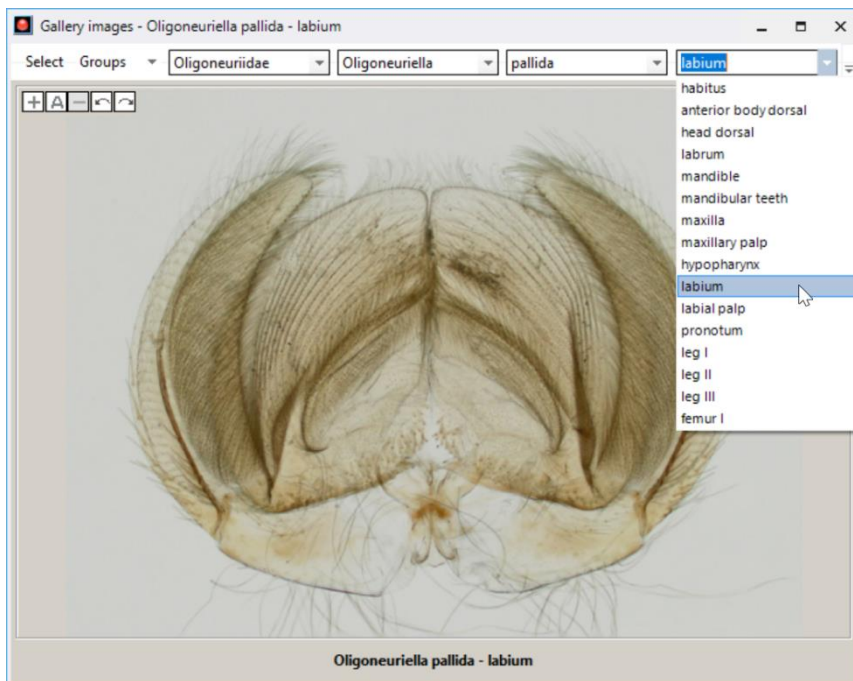 Gallery images - Oligoneuriella pallida - labium
Select Groups Oligoneuriidae Oligoneuriella pallida labium
A
habitus
anterior body dorsal
head dorsal
labrum
mandible
mandibular teeth
maxilla
maxillary palp
hypopharynx
labium
labial palp
pronotum
leg I
leg II
leg III
femur I
Oligoneuriella pallida - labium